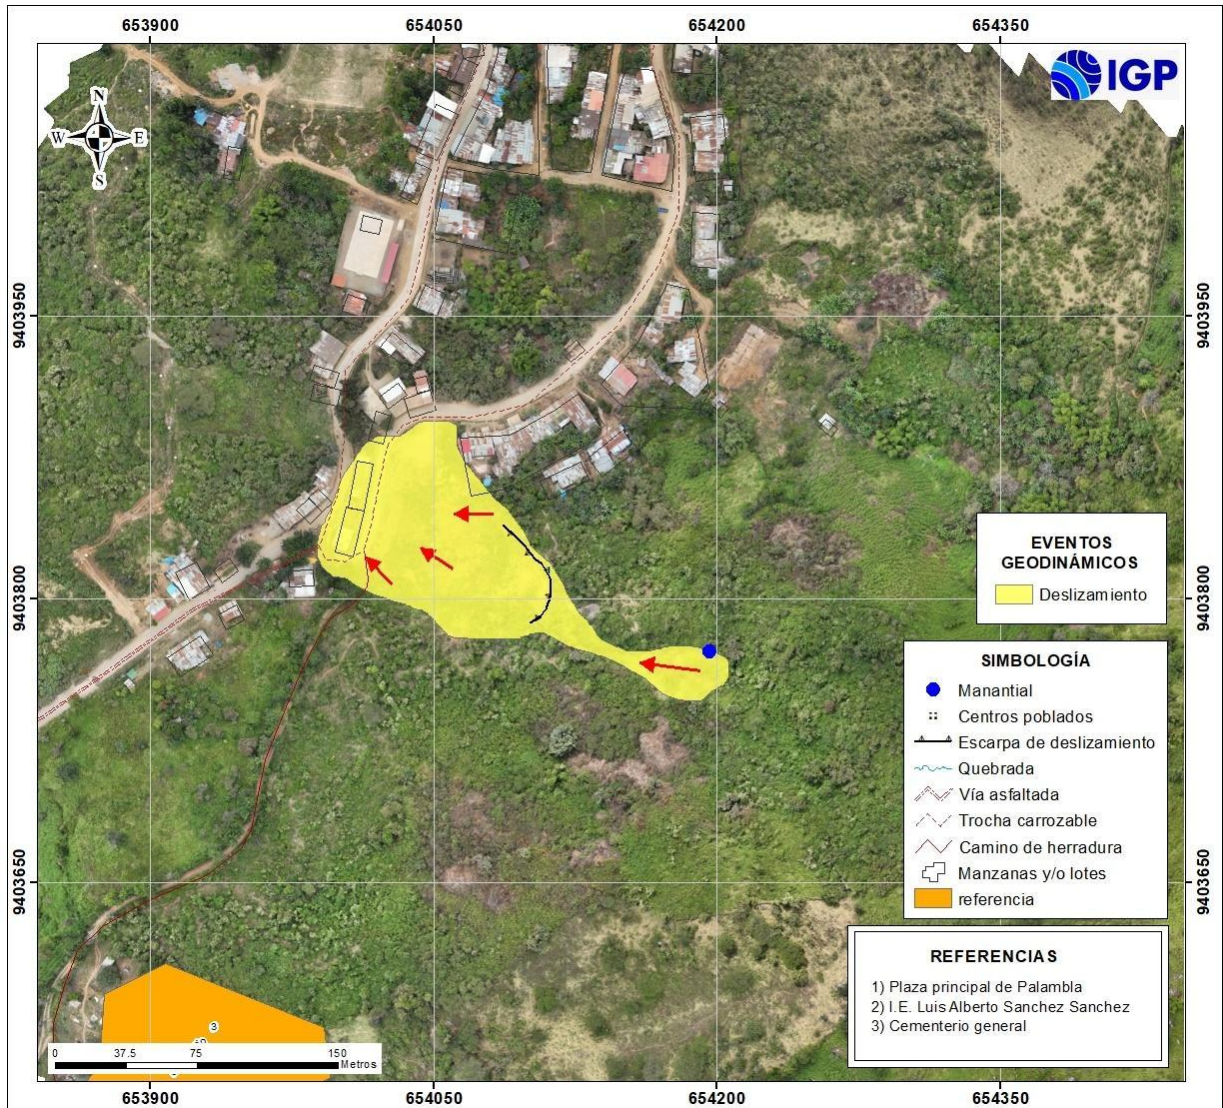 653900 654050 654200 654350
IGP
N
W E
S
9403950 9403950
EVENTOS
GEODINÁMICOS
Deslizamiento
9403800 9403800
SIMBOLOGÍA
Manantial
Centros poblados
Escarpa de deslizamiento
Quebrada
Vía asfaltada
Trocha carrozable
Camino de herradura
Manzanas y/o lotes
referencia
9403650 9403650
REFERENCIAS
1) Plaza principal de Palambla
2) I.E. Luis Alberto Sanchez Sanchez
3) Cementerio general
3
0 37.5 75 150
Metros
653900 654050 654200 654350